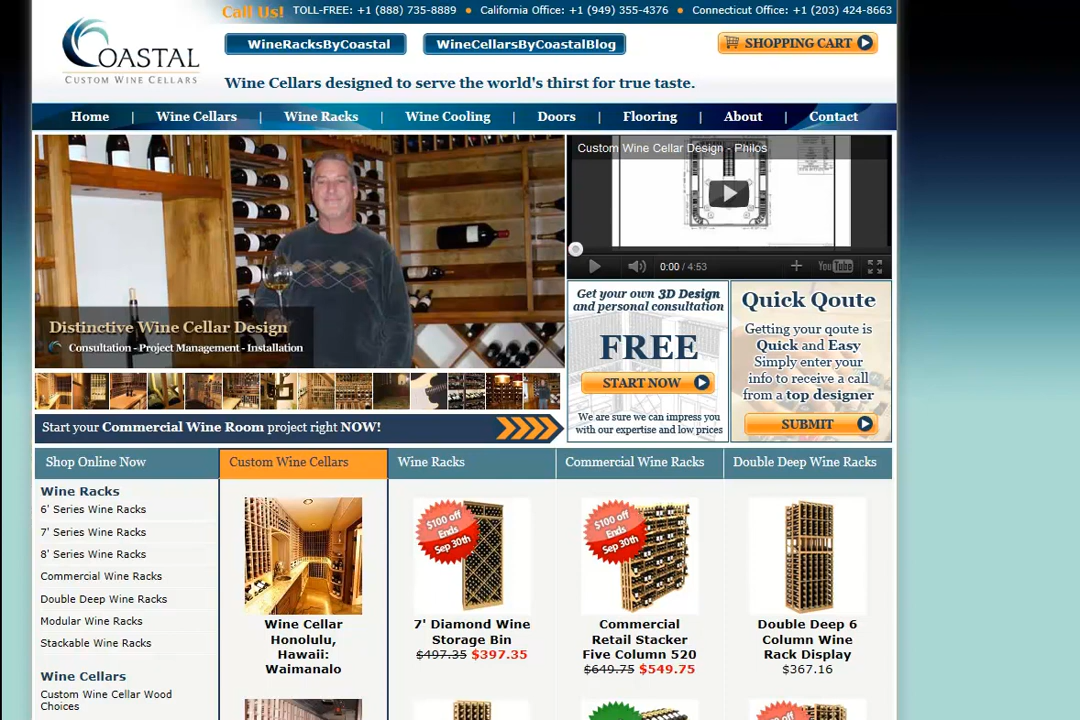 Call Us! TOLL-FREE: +1 (888) 735-8889 • California Office: +1 (949) 355-4376 • Connecticut Office: +1 (203) 424-8663
COASTAL
CUSTOM WINE CELLARS
WineRacksByCoastal
WineCellarsByCoastalBlog
SHOPPING CART
Wine Cellars designed to serve the world's thirst for true taste.
Home | Wine Cellars | Wine Racks | Wine Cooling | Doors | Flooring | About | Contact
Distinctive Wine Cellar Design
Consultation - Project Management - Installation
Custom Wine Cellar Design - Philos
0:00 / 4:53
YouTube
Get your own 3D Design
and personal consultation
FREE
START NOW
We are sure we can impress you
with our expertise and low prices
Quick Qoute
Getting your qoute is
Quick and Easy
Simply enter your
info to receive a call
from a top designer
SUBMIT
Start your Commercial Wine Room project right NOW!
Shop Online Now
Custom Wine Cellars
Wine Racks
Commercial Wine Racks
Double Deep Wine Racks
Wine Racks
6' Series Wine Racks
7' Series Wine Racks
8' Series Wine Racks
Commercial Wine Racks
Double Deep Wine Racks
Modular Wine Racks
Stackable Wine Racks
Wine Cellars
Custom Wine Cellar Wood
Choices
Wine Cellar
Honolulu,
Hawaii:
Waimanalo
$100 off
Ends
Sep 30th
7' Diamond Wine
Storage Bin
$497.35 $397.35
$100 off
Ends
Sep 30th
Commercial
Retail Stacker
Five Column 520
$649.75 $549.75
Double Deep 6
Column Wine
Rack Display
$367.16